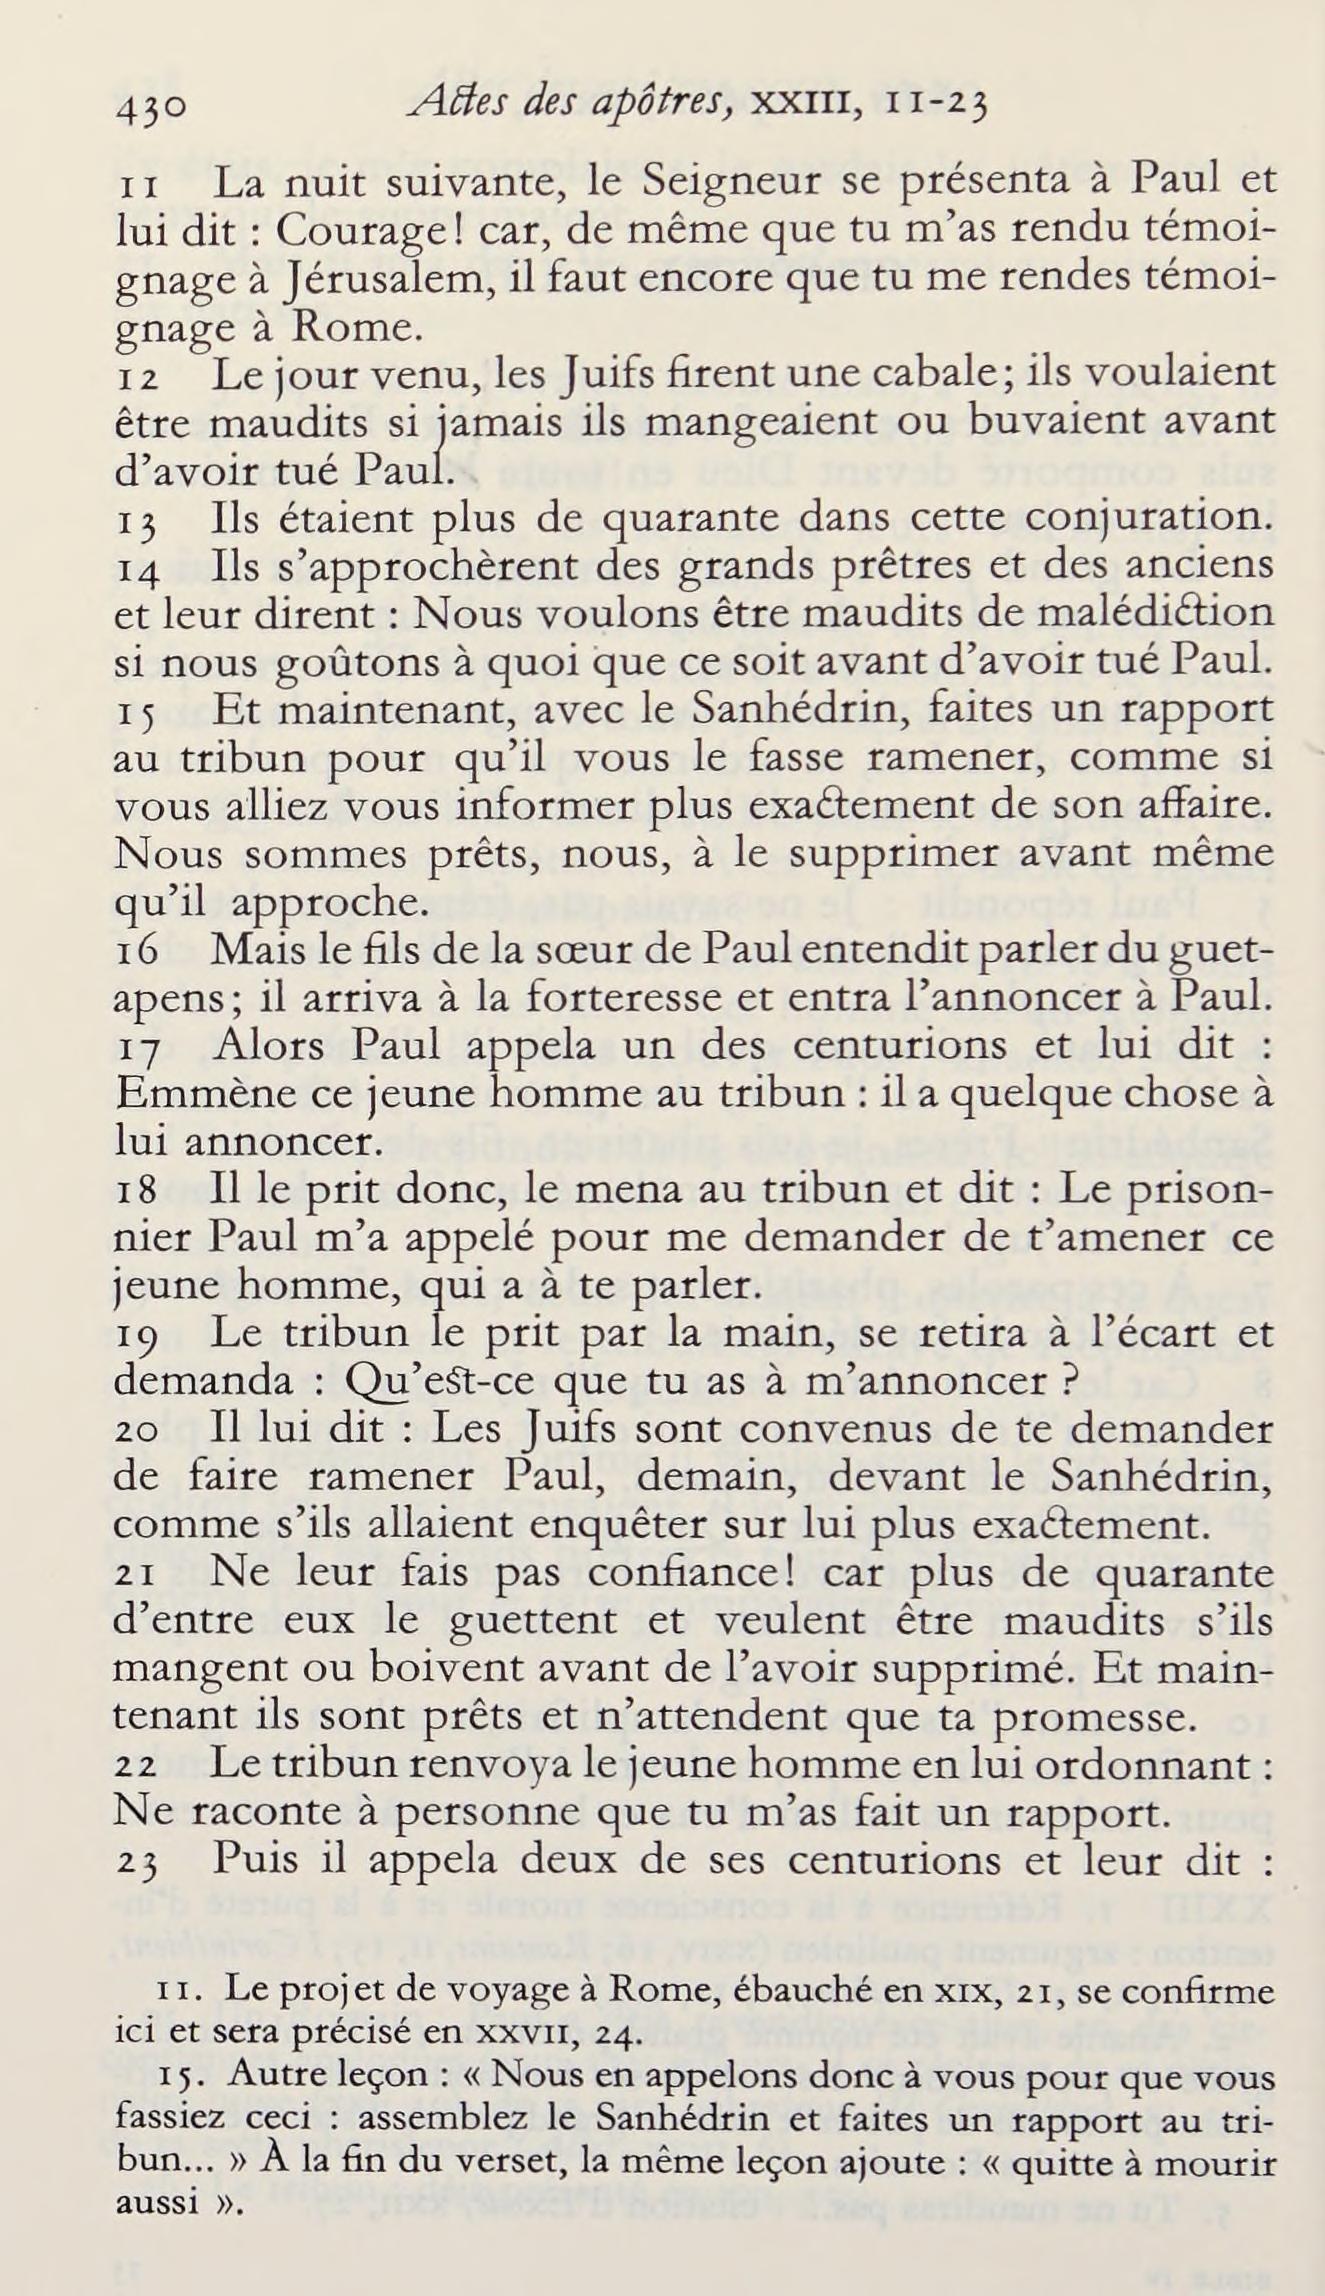 430 Actes des apôtres, XXIII, 11-23
11 La nuit suivante, le Seigneur se présenta à Paul et
lui dit : Courage! car, de même que tu m’as rendu témoi-
gnage à Jérusalem, il faut encore que tu me rendes témoi-
gnage à Rome.
12 Le jour venu, les Juifs firent une cabale; ils voulaient
être maudits si jamais ils mangeaient ou buvaient avant
d’avoir tué Paul.
13 Ils étaient plus de quarante dans cette conjuration.
14 Ils s’approchèrent des grands prêtres et des anciens
et leur dirent : Nous voulons être maudits de malédiction
si nous goûtons à quoi que ce soit avant d’avoir tué Paul.
15 Et maintenant, avec le Sanhédrin, faites un rapport
au tribun pour qu’il vous le fasse ramener, comme si
vous alliez vous informer plus exactement de son affaire.
Nous sommes prêts, nous, à le supprimer avant même
qu’il approche.
16 Mais le fils de la sœur de Paul entendit parler du guet-
apens; il arriva à la forteresse et entra l’annoncer à Paul.
17 Alors Paul appela un des centurions et lui dit :
Emmène ce jeune homme au tribun : il a quelque chose à
lui annoncer.
18 Il le prit donc, le mena au tribun et dit : Le prison-
nier Paul m’a appelé pour me demander de t’amener ce
jeune homme, qui a à te parler.
19 Le tribun le prit par la main, se retira à l’écart et
demanda : Qu’est-ce que tu as à m’annoncer ?
20 Il lui dit : Les Juifs sont convenus de te demander
de faire ramener Paul, demain, devant le Sanhédrin,
comme s’ils allaient enquêter sur lui plus exactement.
21 Ne leur fais pas confiance! car plus de quarante
d’entre eux le guettent et veulent être maudits s’ils
mangent ou boivent avant de l’avoir supprimé. Et main-
tenant ils sont prêts et n’attendent que ta promesse.
22 Le tribun renvoya le jeune homme en lui ordonnant :
Ne raconte à personne que tu m’as fait un rapport.
23 Puis il appela deux de ses centurions et leur dit :
11. Le projet de voyage à Rome, ébauché en XIX, 21, se confirme
ici et sera précisé en XXVII, 24.
15. Autre leçon : « Nous en appelons donc à vous pour que vous
fassiez ceci : assemblez le Sanhédrin et faites un rapport au tri-
bun... » À la fin du verset, la même leçon ajoute : « quitte à mourir
aussi ».